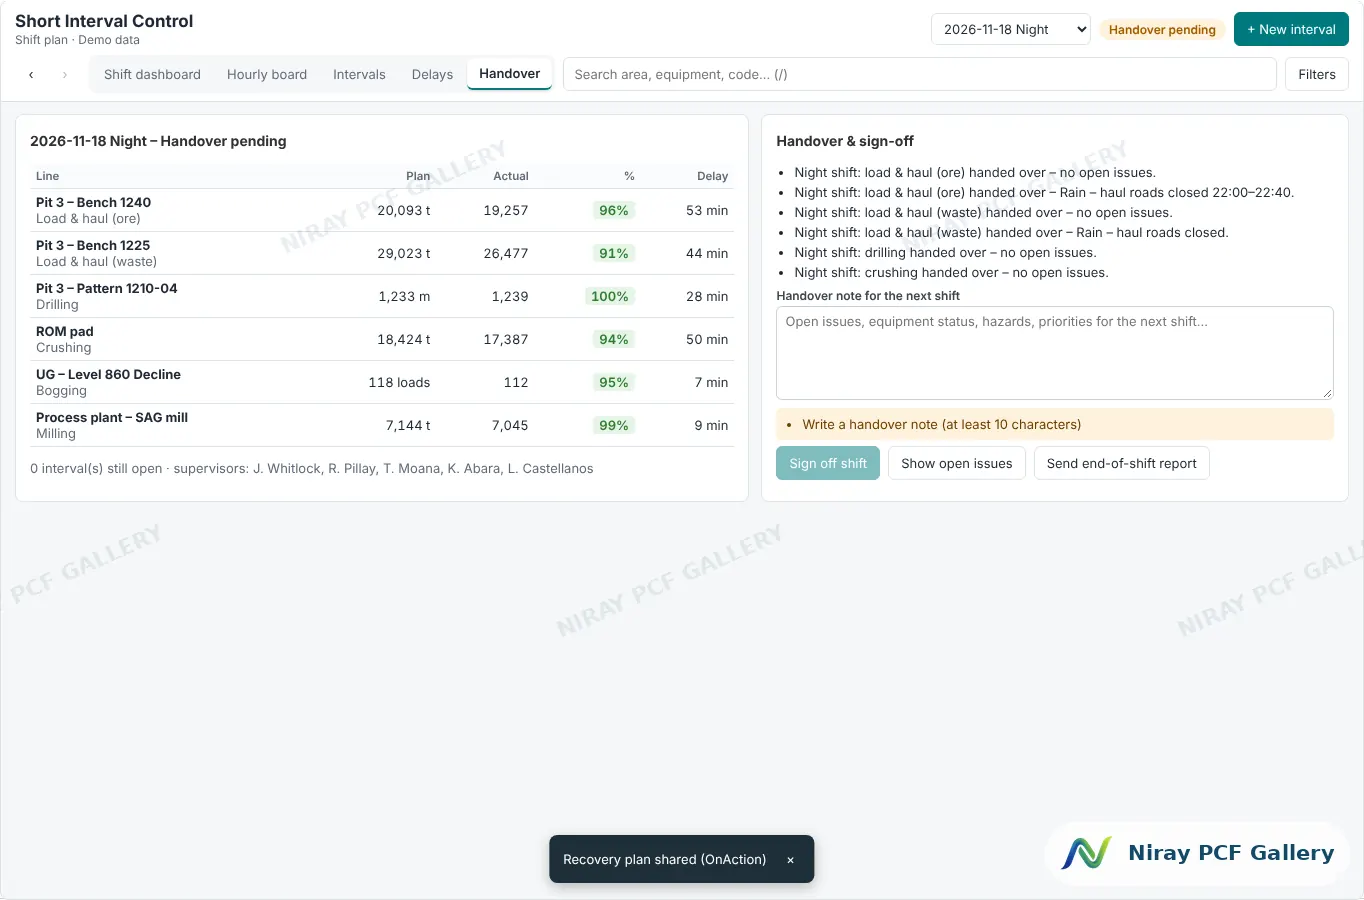 Short Interval Control
Shift plan · Demo data
2026-11-18 Night
Handover pending
+ New interval
‹ ›
Shift dashboard
Hourly board
Intervals
Delays
Handover
Search area, equipment, code... (/)
Filters
2026-11-18 Night – Handover pending
Line Plan Actual % Delay
Pit 3 – Bench 1240
Load & haul (ore)
20,093 t 19,257 96% 53 min
Pit 3 – Bench 1225
Load & haul (waste)
29,023 t 26,477 91% 44 min
Pit 3 – Pattern 1210-04
Drilling
1,233 m 1,239 100% 28 min
ROM pad
Crushing
18,424 t 17,387 94% 50 min
UG – Level 860 Decline
Bogging
118 loads 112 95% 7 min
Process plant – SAG mill
Milling
7,144 t 7,045 99% 9 min
0 interval(s) still open · supervisors: J. Whitlock, R. Pillay, T. Moana, K. Abara, L. Castellanos
Handover & sign-off
• Night shift: load & haul (ore) handed over – no open issues.
• Night shift: load & haul (ore) handed over – Rain – haul roads closed 22:00–22:40.
• Night shift: load & haul (waste) handed over – no open issues.
• Night shift: load & haul (waste) handed over – Rain – haul roads closed.
• Night shift: drilling handed over – no open issues.
• Night shift: crushing handed over – no open issues.
Handover note for the next shift
Open issues, equipment status, hazards, priorities for the next shift...
• Write a handover note (at least 10 characters)
Sign off shift
Show open issues
Send end-of-shift report
NIRAY PCF GALLERY
NIRAY PCF GALLERY
PCF GALLERY
NIRAY PCF GALLERY
NIRAY PCF GALL
Recovery plan shared (OnAction) ×
Niray PCF Gallery